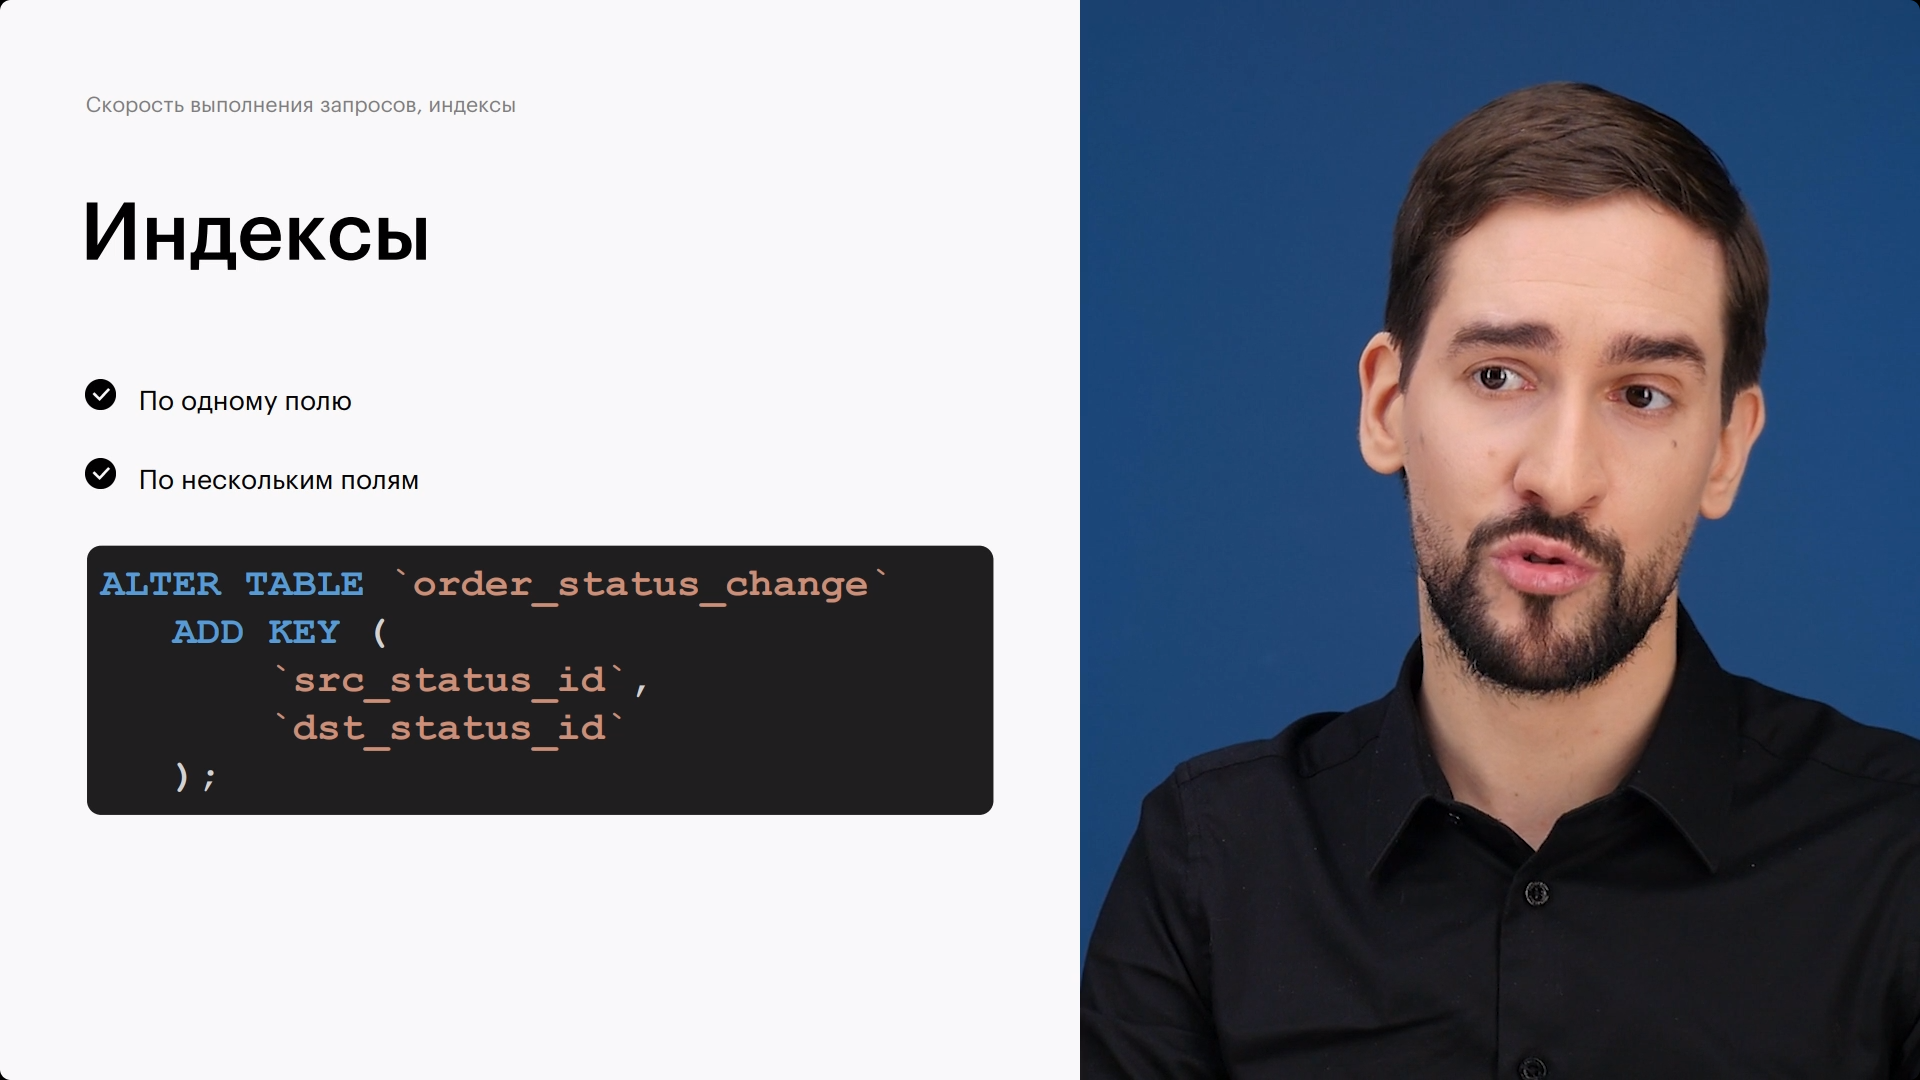 Скорость выполнения запросов, индексы
Индексы
По одному полю
По нескольким полям
ALTER TABLE `order_status_change`
ADD KEY (
`src_status_id`,
`dst_status_id`
);